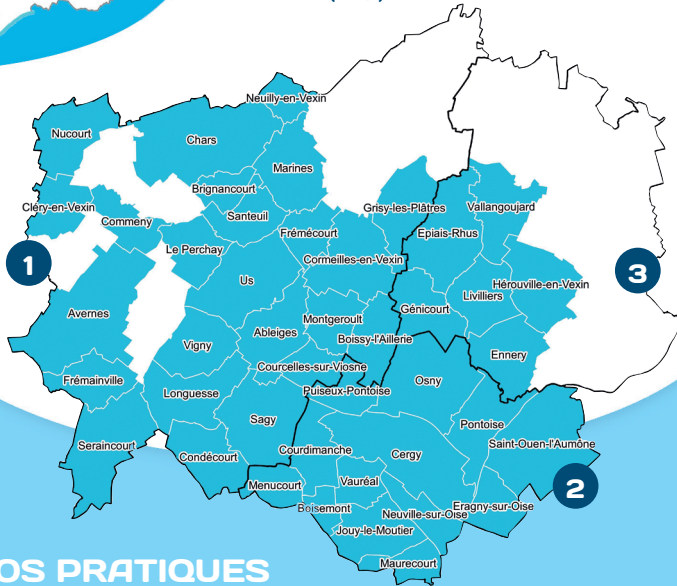 Neuilly-en-Vexin
Nucourt
Chars
Marines
Brignancourt
Cléry-en-Vexin
Commeny
Santeuil
Grisy-les-Plâtres
Vallangoujard
Frémécourt
Epiais-Rhus
Le Perchay
Cormeilles-en-Vexin
1
3
Us
Hérouville-en-Vexin
Livilliers
Génicourt
Avernes
Montgeroult
Ableiges
Boissy-l'Aillerie
Vigny
Ennery
Courcelles-sur-Viosne
Frémainville
Osny
Longuesse
Puiseux-Pontoise
Sagy
Pontoise
Seraincourt
Saint-Ouen-l'Aumône
Courdimanche
Cergy
Condécourt
Menucourt
Vauréal
2
Boisemont
Neuville-sur-Oise
Eragny-sur-Oise
Jouy-le-Moutier
Maurecourt
OS PRATIQUES